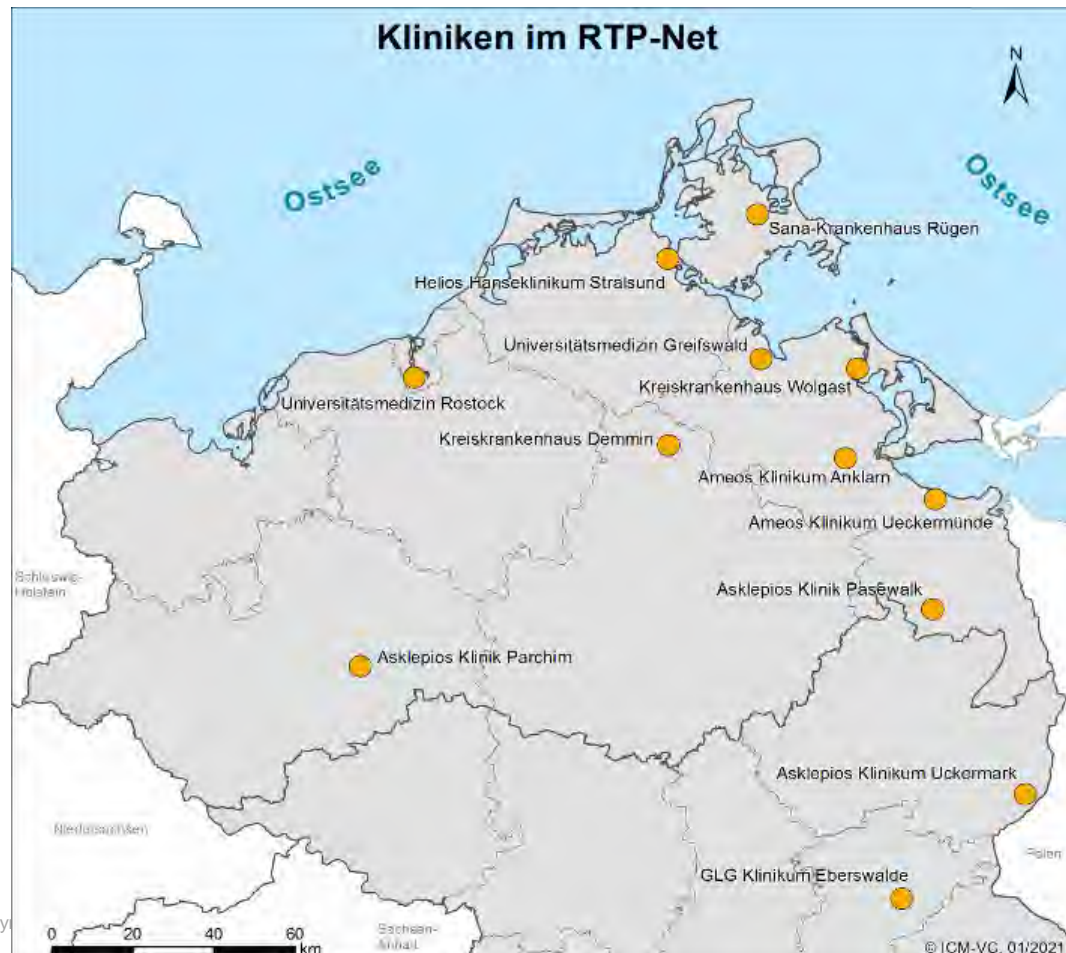 Kliniken im RTP-Net
N
Ostsee
Ostsee
22
Sana-Krankenhaus Rügen
Helios Hanseklinikum Stralsund
Universitätsmedizin Greifswald
Kreiskrankenhaus Wolgast
Universitätsmedizin Rostock
Kreiskrankenhaus Demmin
Ameos Klinikum Anklam
Ameos Klinikum Ueckermünde
Schleswig-
Holstein
Asklepios Klinik Pasewalk
Asklepios Klinik Parchim
Asklepios Klinikum Uckermark
Niedersachsen
Polen
GLG Klinikum Eberswalde
Sachsen-
Anhalt
0 20 40 60
km
© ICM-VC, 01/2021